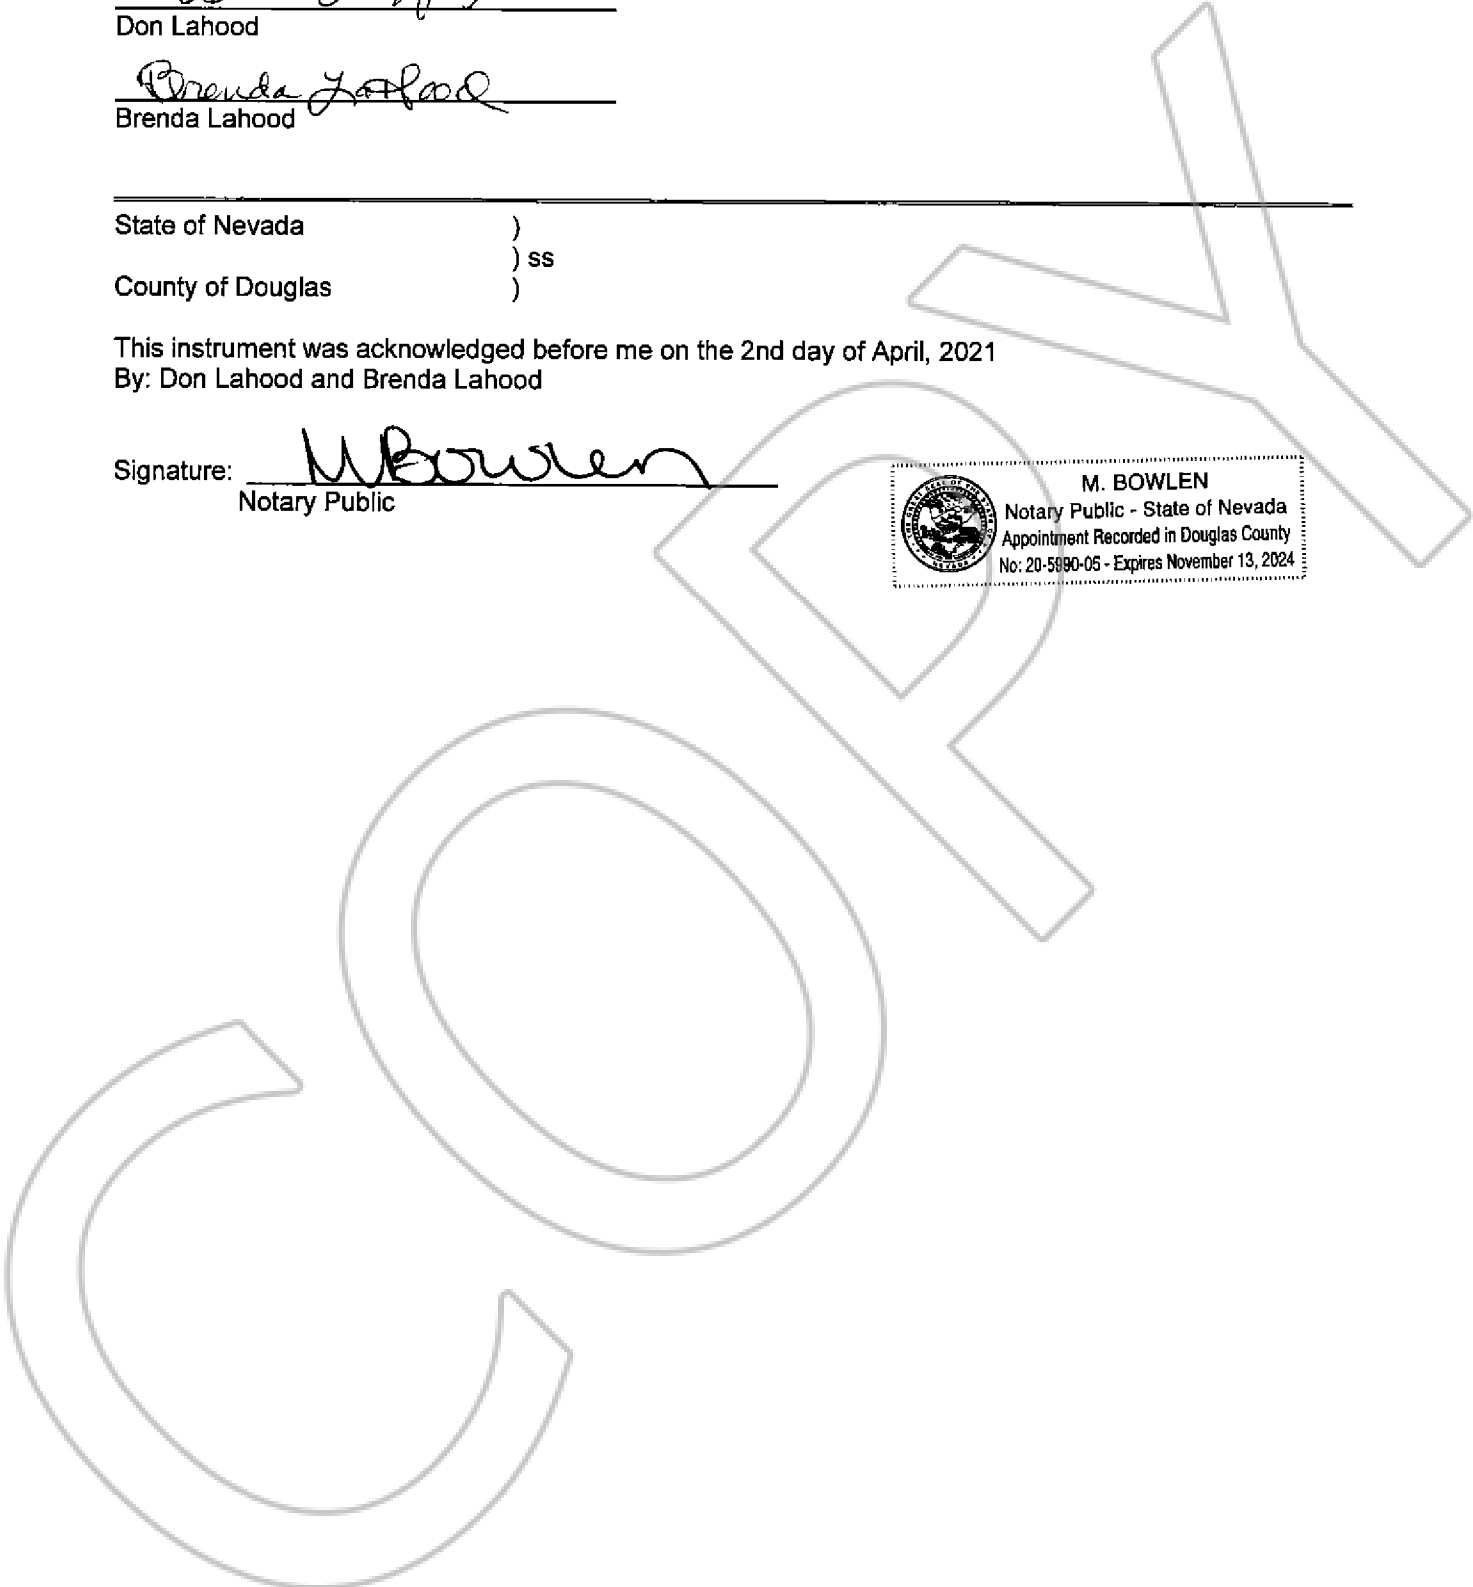 Don Lahood
Brenda Lahood
Brenda Lahood
State of Nevada )
) ss
County of Douglas )
This instrument was acknowledged before me on the 2nd day of April, 2021
By: Don Lahood and Brenda Lahood
Signature: M Bowlen
Notary Public
M. BOWLEN
Notary Public - State of Nevada
Appointment Recorded in Douglas County
No: 20-5990-05 - Expires November 13, 2024
COPY